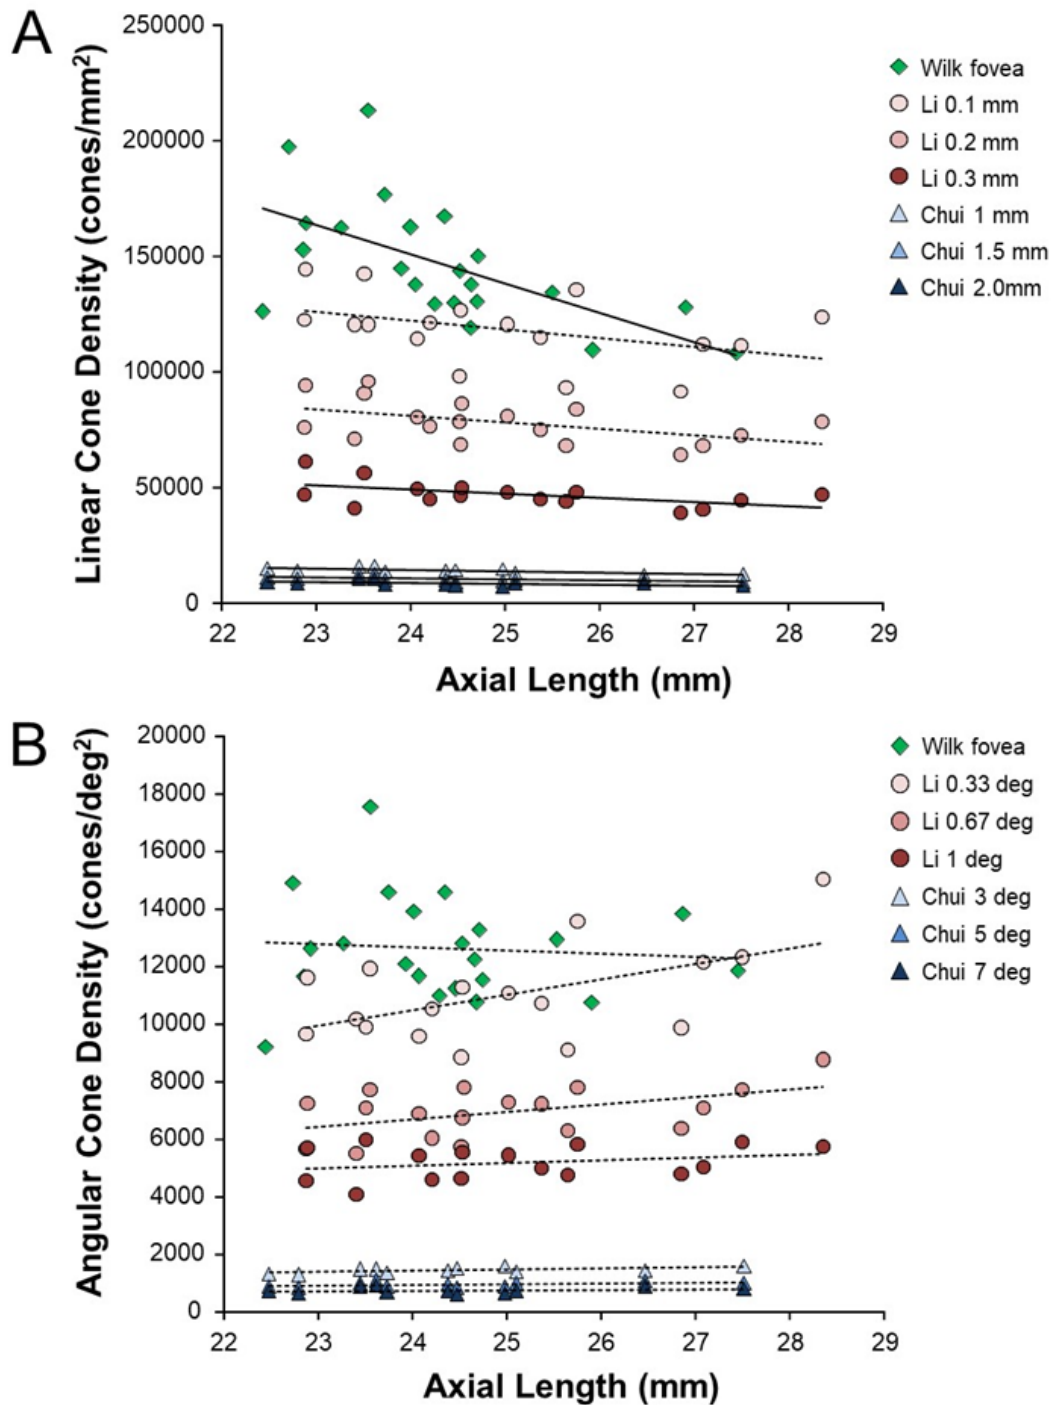 A
Linear Cone Density (cones/mm²)
250000
200000
150000
100000
50000
0
22 23 24 25 26 27 28 29
Axial Length (mm)
Wilk fovea
Li 0.1 mm
Li 0.2 mm
Li 0.3 mm
Chui 1 mm
Chui 1.5 mm
Chui 2.0mm
B
Angular Cone Density (cones/deg²)
20000
18000
16000
14000
12000
10000
8000
6000
4000
2000
0
22 23 24 25 26 27 28 29
Axial Length (mm)
Wilk fovea
Li 0.33 deg
Li 0.67 deg
Li 1 deg
Chui 3 deg
Chui 5 deg
Chui 7 deg